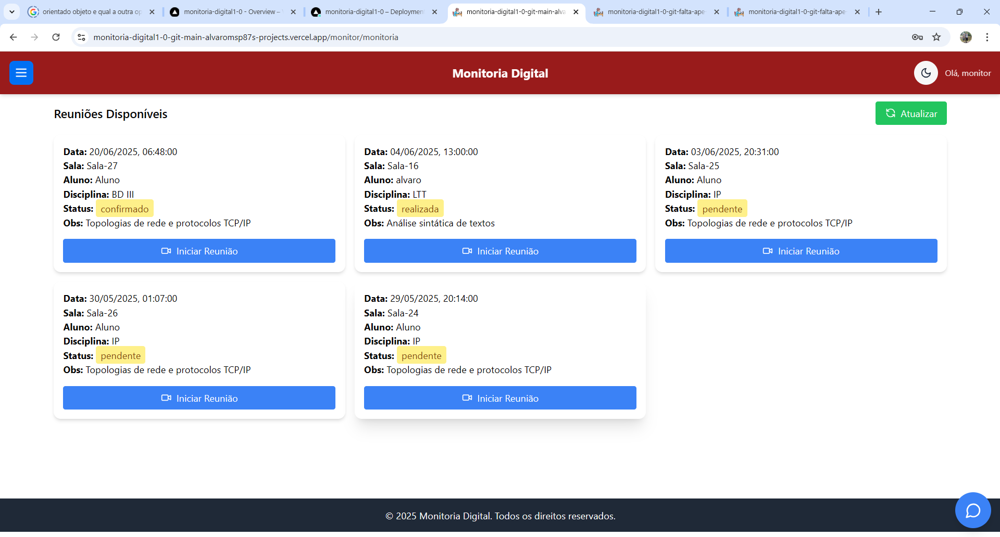 orientado objeto e qual a outra op
monitoria-digital1-0 - Overview –
monitoria-digital1-0 – Deploymen
monitoria-digital1-0-git-main-alva
monitoria-digital1-0-git-falta-ape
monitoria-digital1-0-git-falta-ape
monitoria-digital1-0-git-main-alvaromsp87s-projects.vercel.app/monitor/monitoria
Monitoria Digital
Olá, monitor
Reuniões Disponíveis
Atualizar
Data: 20/06/2025, 06:48:00
Sala: Sala-27
Aluno: Aluno
Disciplina: BD III
Status: confirmado
Obs: Topologias de rede e protocolos TCP/IP
Iniciar Reunião
Data: 04/06/2025, 13:00:00
Sala: Sala-16
Aluno: alvaro
Disciplina: LTT
Status: realizada
Obs: Análise sintática de textos
Iniciar Reunião
Data: 03/06/2025, 20:31:00
Sala: Sala-25
Aluno: Aluno
Disciplina: IP
Status: pendente
Obs: Topologias de rede e protocolos TCP/IP
Iniciar Reunião
Data: 30/05/2025, 01:07:00
Sala: Sala-26
Aluno: Aluno
Disciplina: IP
Status: pendente
Obs: Topologias de rede e protocolos TCP/IP
Iniciar Reunião
Data: 29/05/2025, 20:14:00
Sala: Sala-24
Aluno: Aluno
Disciplina: IP
Status: pendente
Obs: Topologias de rede e protocolos TCP/IP
Iniciar Reunião
© 2025 Monitoria Digital. Todos os direitos reservados.